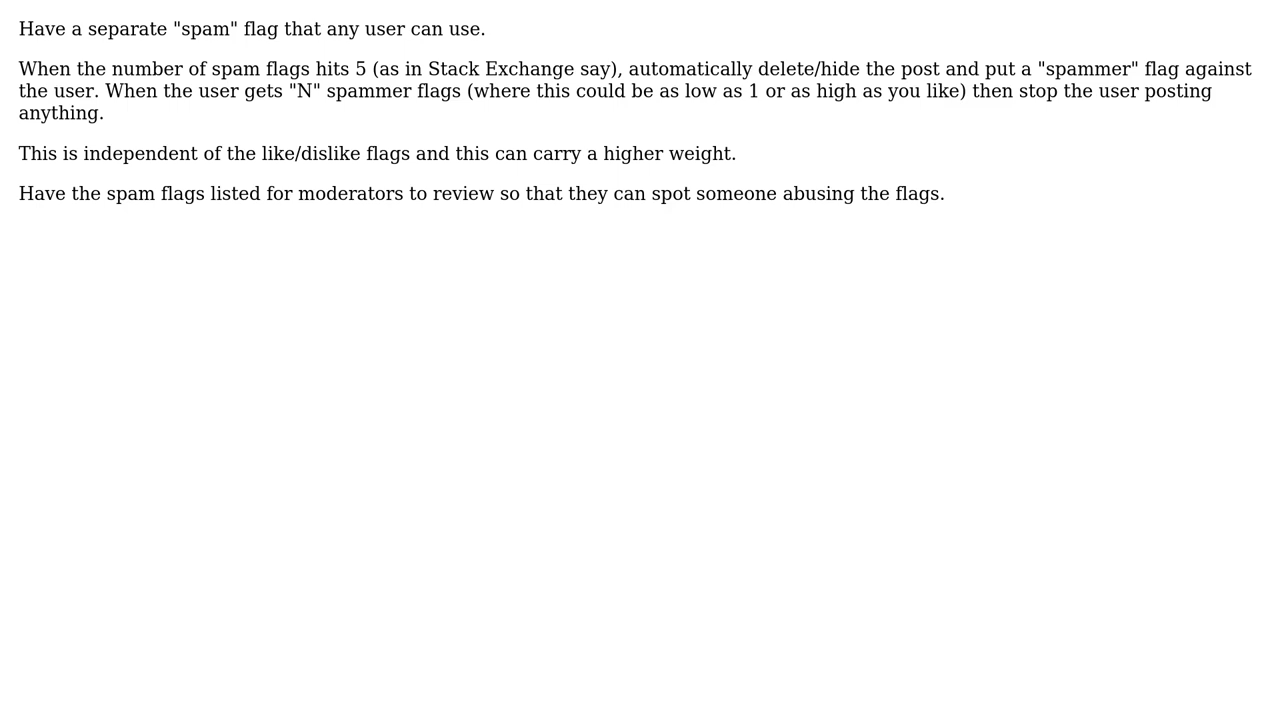 Have a separate "spam" flag that any user can use.
When the number of spam flags hits 5 (as in Stack Exchange say), automatically delete/hide the post and put a "spammer" flag against
the user. When the user gets "N" spammer flags (where this could be as low as 1 or as high as you like) then stop the user posting
anything.
This is independent of the like/dislike flags and this can carry a higher weight.
Have the spam flags listed for moderators to review so that they can spot someone abusing the flags.